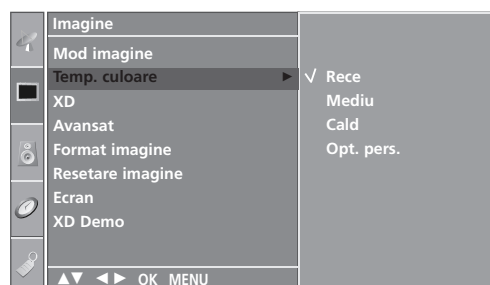 Imagine
Mod imagine
Temp. culoare ►
XD
Avansat
Format imagine
Resetare imagine
Ecran
XD Demo
▲▼ ◄► OK MENU
√ Rece
Mediu
Cald
Opt. pers.